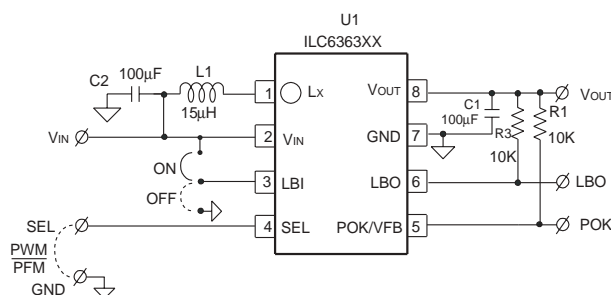 U1
ILC6363XX
C2
100µF
L1
15µH
1
LX
VIN
2
VIN
ON
3
LBI
OFF
SEL
4
SEL
PWM
PFM
GND
VOUT
8
VOUT
C1
100µF
R1
10K
GND
7
R3
10K
LBO
6
LBO
POK/VFB
5
POK